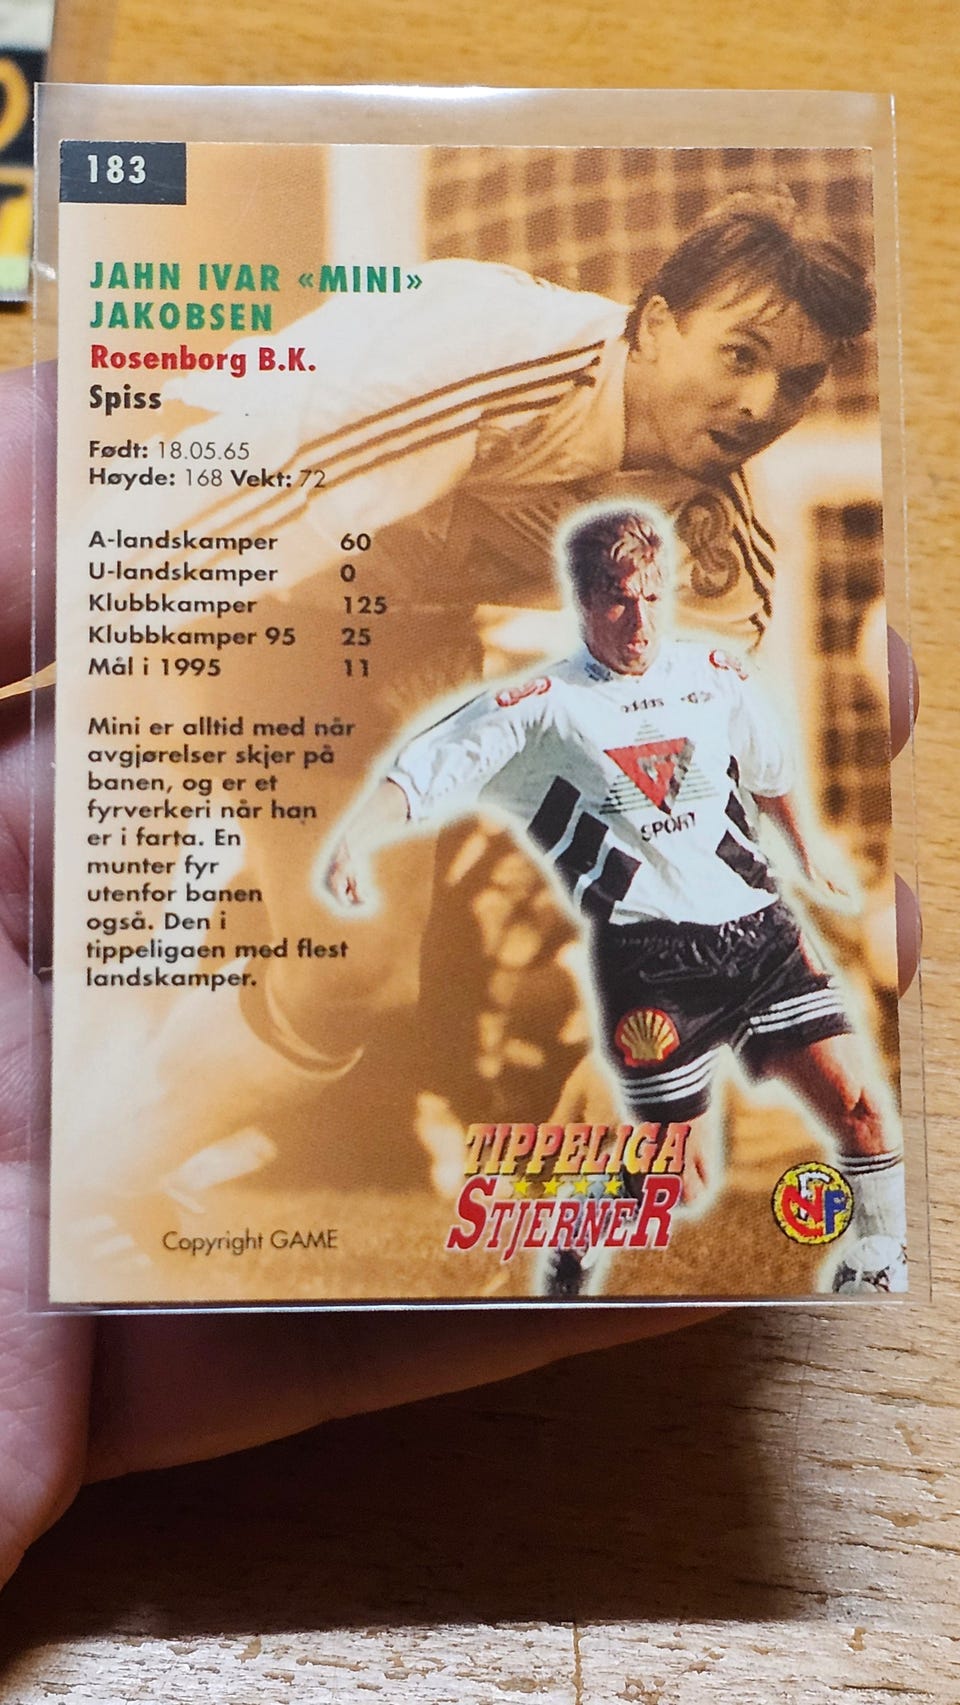 183
JAHN IVAR «MINI»
JAKOBSEN
Rosenborg B.K.
Spiss
Født: 18.05.65
Høyde: 168 Vekt: 72
A-landskamper 60
U-landskamper 0
Klubbkamper 125
Klubbkamper 95 25
Mål i 1995 11
Mini er alltid med når
avgjørelser skjer på
banen, og er et
fyrverkeri når han
er i farta. En
munter fyr
utenfor banen
også. Den i
tippeligaen med flest
landskamper.
adidas
SPORT
TIPPELIGA
STJERNER
NFF
Copyright GAME